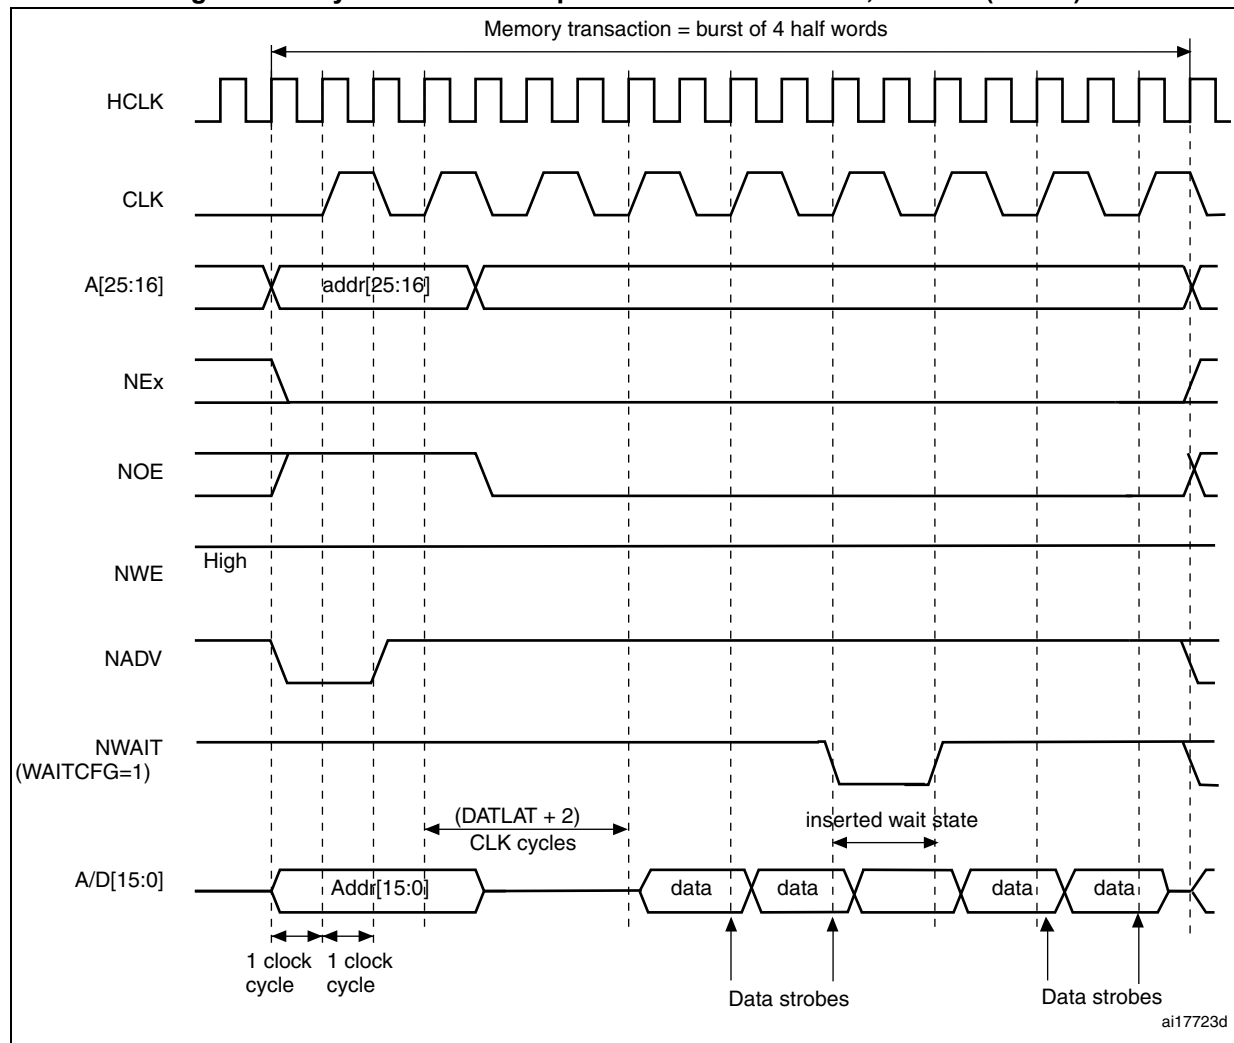 Memory transaction = burst of 4 half words
HCLK
CLK
A[25:16]
addr[25:16]
NEx
NOE
High
NWE
NADV
NWAIT
(WAITCFG=1)
(DATLAT + 2)
CLK cycles
inserted wait state
A/D[15:0]
Addr[15:0]
data
data
data
data
1 clock
cycle
1 clock
cycle
Data strobes
Data strobes
ai17723d